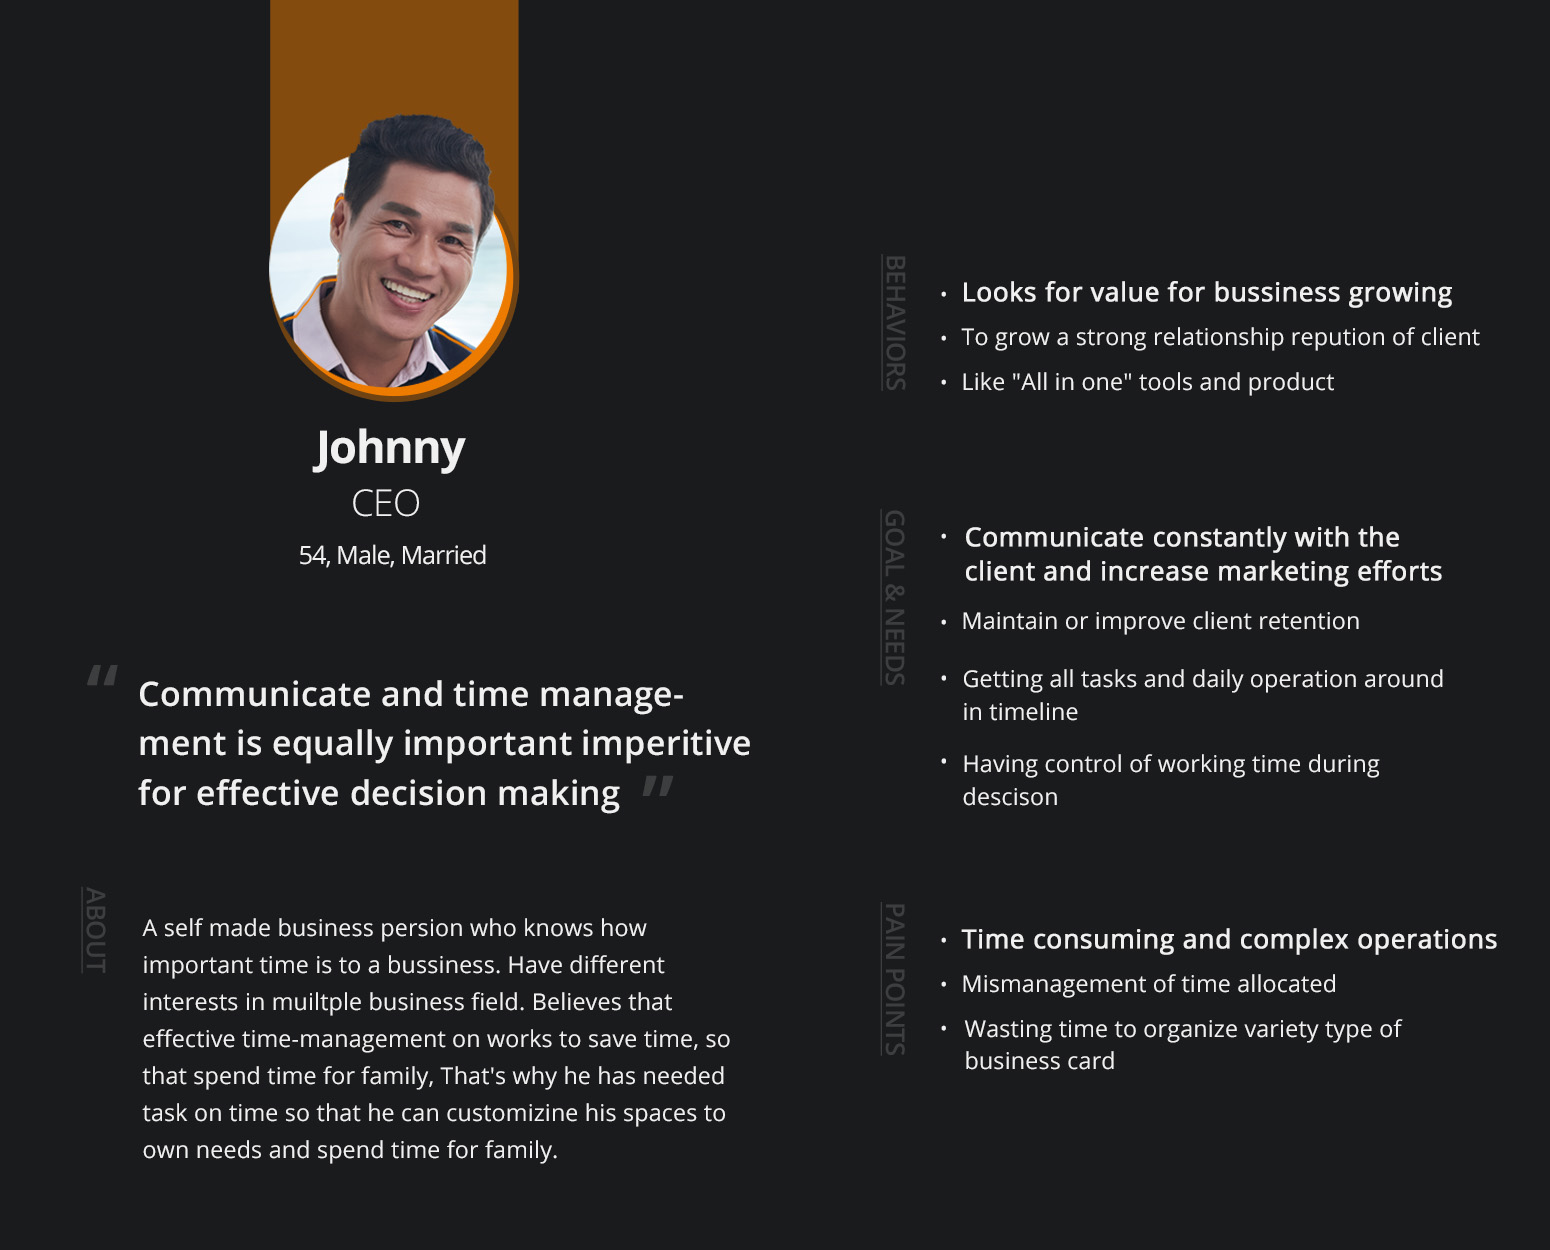 Johnny
CEO
54, Male, Married
“ Communicate and time manage-
ment is equally important imperitive
for effective decision making ”
ABOUT
A self made business persion who knows how
important time is to a bussiness. Have different
interests in muiltple business field. Believes that
effective time-management on works to save time, so
that spend time for family, That's why he has needed
task on time so that he can customizine his spaces to
own needs and spend time for family.
BEHAVIORS
• Looks for value for bussiness growing
• To grow a strong relationship repution of client
• Like "All in one" tools and product
GOAL & NEEDS
• Communicate constantly with the
client and increase marketing efforts
• Maintain or improve client retention
• Getting all tasks and daily operation around
in timeline
• Having control of working time during
descison
PAIN POINTS
• Time consuming and complex operations
• Mismanagement of time allocated
• Wasting time to organize variety type of
business card